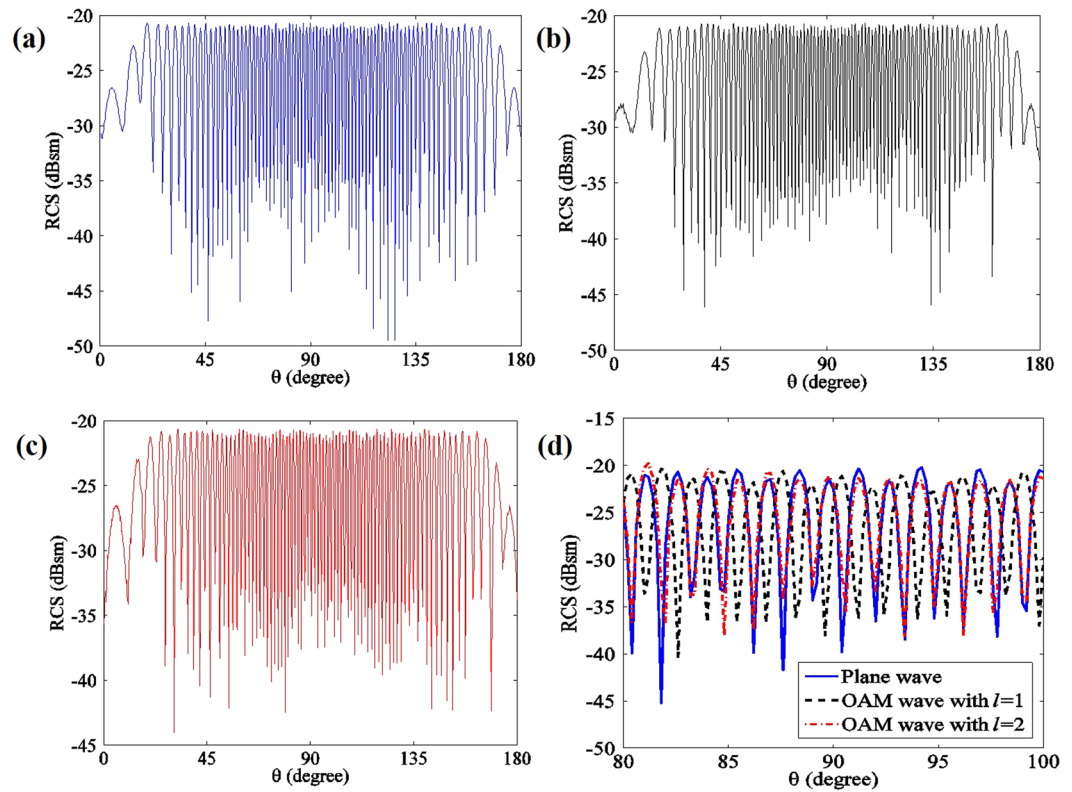 (a)
-20
-25
-30
-35
-40
-45
-50
RCS (dBsm)
0 45 90 135 180
θ (degree)
(b)
-20
-25
-30
-35
-40
-45
-50
RCS (dBsm)
0 45 90 135 180
θ (degree)
(c)
-20
-25
-30
-35
-40
-45
RCS (dBsm)
0 45 90 135 180
θ (degree)
(d)
-15
-20
-25
-30
-35
-40
-45
-50
RCS (dBsm)
Plane wave
OAM wave with l=1
OAM wave with l=2
80 85 90 95 100
θ (degree)